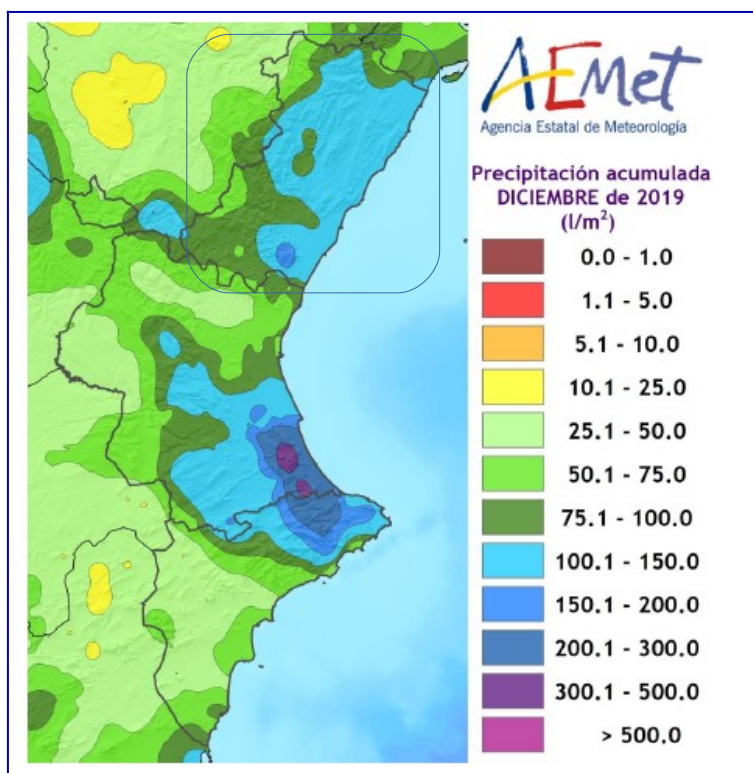 AEMet
Agencia Estatal de Meteorología
Precipitación acumulada
DICIEMBRE de 2019
(l/m²)
0.0 - 1.0
1.1 - 5.0
5.1 - 10.0
10.1 - 25.0
25.1 - 50.0
50.1 - 75.0
75.1 - 100.0
100.1 - 150.0
150.1 - 200.0
200.1 - 300.0
300.1 - 500.0
> 500.0